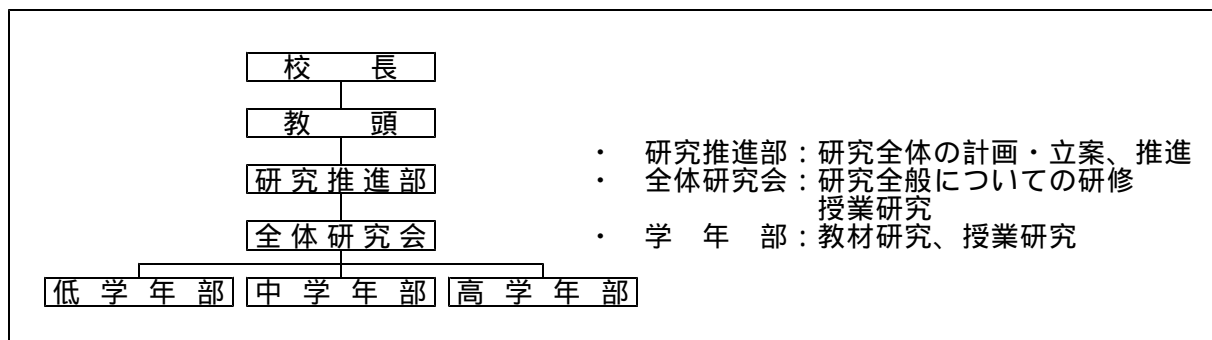 校　　長
教　　頭
研究推進部
全体研究会
低学年部　中学年部　高学年部
・　研究推進部：研究全体の計画・立案、推進
・　全体研究会：研究全般についての研修
授業研究
・　学　年　部：教材研究、授業研究